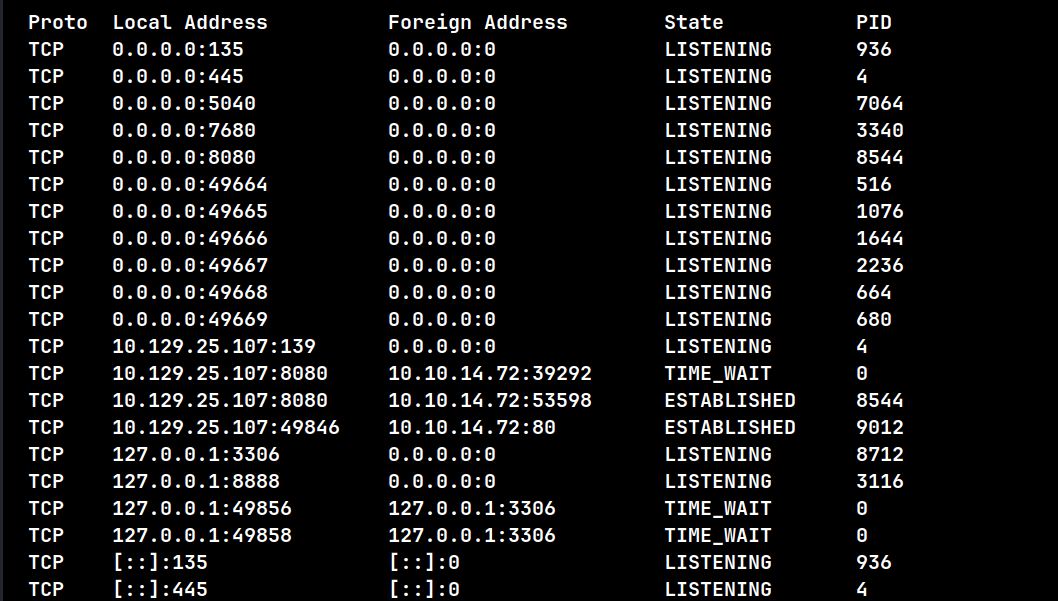 Proto Local Address Foreign Address State PID
TCP 0.0.0.0:135 0.0.0.0:0 LISTENING 936
TCP 0.0.0.0:445 0.0.0.0:0 LISTENING 4
TCP 0.0.0.0:5040 0.0.0.0:0 LISTENING 7064
TCP 0.0.0.0:7680 0.0.0.0:0 LISTENING 3340
TCP 0.0.0.0:8080 0.0.0.0:0 LISTENING 8544
TCP 0.0.0.0:49664 0.0.0.0:0 LISTENING 516
TCP 0.0.0.0:49665 0.0.0.0:0 LISTENING 1076
TCP 0.0.0.0:49666 0.0.0.0:0 LISTENING 1644
TCP 0.0.0.0:49667 0.0.0.0:0 LISTENING 2236
TCP 0.0.0.0:49668 0.0.0.0:0 LISTENING 664
TCP 0.0.0.0:49669 0.0.0.0:0 LISTENING 680
TCP 10.129.25.107:139 0.0.0.0:0 LISTENING 4
TCP 10.129.25.107:8080 10.10.14.72:39292 TIME_WAIT 0
TCP 10.129.25.107:8080 10.10.14.72:53598 ESTABLISHED 8544
TCP 10.129.25.107:49846 10.10.14.72:80 ESTABLISHED 9012
TCP 127.0.0.1:3306 0.0.0.0:0 LISTENING 8712
TCP 127.0.0.1:8888 0.0.0.0:0 LISTENING 3116
TCP 127.0.0.1:49856 127.0.0.1:3306 TIME_WAIT 0
TCP 127.0.0.1:49858 127.0.0.1:3306 TIME_WAIT 0
TCP [::]:135 [::]:0 LISTENING 936
TCP [::]:445 [::]:0 LISTENING 4